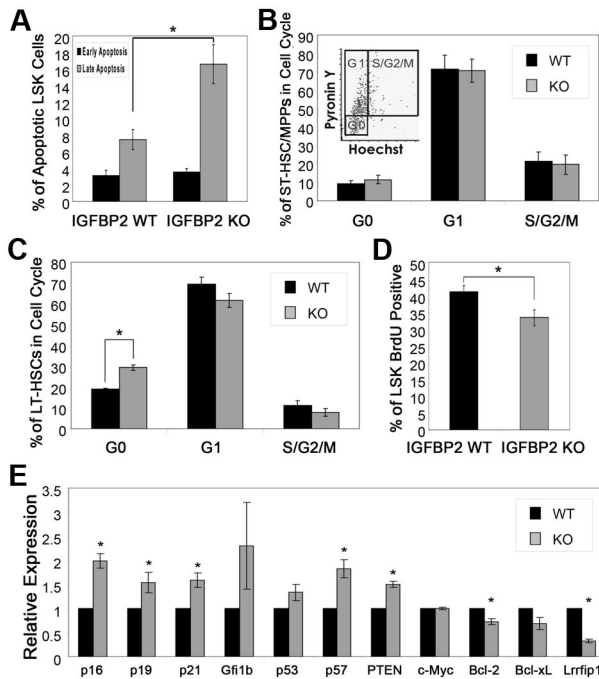 A
% of Apoptotic LSK Cells
20
18
16
14
12
10
8
6
4
2
0
Early Apoptosis
Late Apoptosis
*
IGFBP2 WT IGFBP2 KO
B
% of ST-HSC/MPPs in Cell Cycle
90
80
70
60
50
40
30
20
10
0
Pyronin Y
G1 S/G2/M
G0
Hoechst
WT
KO
G0 G1 S/G2/M
C
% of LT-HSCs in Cell Cycle
80
70
60
50
40
30
20
10
0
*
WT
KO
G0 G1 S/G2/M
D
% of LSK BrdU Positive
50
45
40
35
30
25
20
15
10
5
0
*
IGFBP2 WT IGFBP2 KO
E
Relative Expression
3.5
3
2.5
2
1.5
1
0.5
0
* * * * * * *
WT
KO
p16 p19 p21 Gfi1b p53 p57 PTEN c-Myc Bcl-2 Bcl-xL Lrrfip1